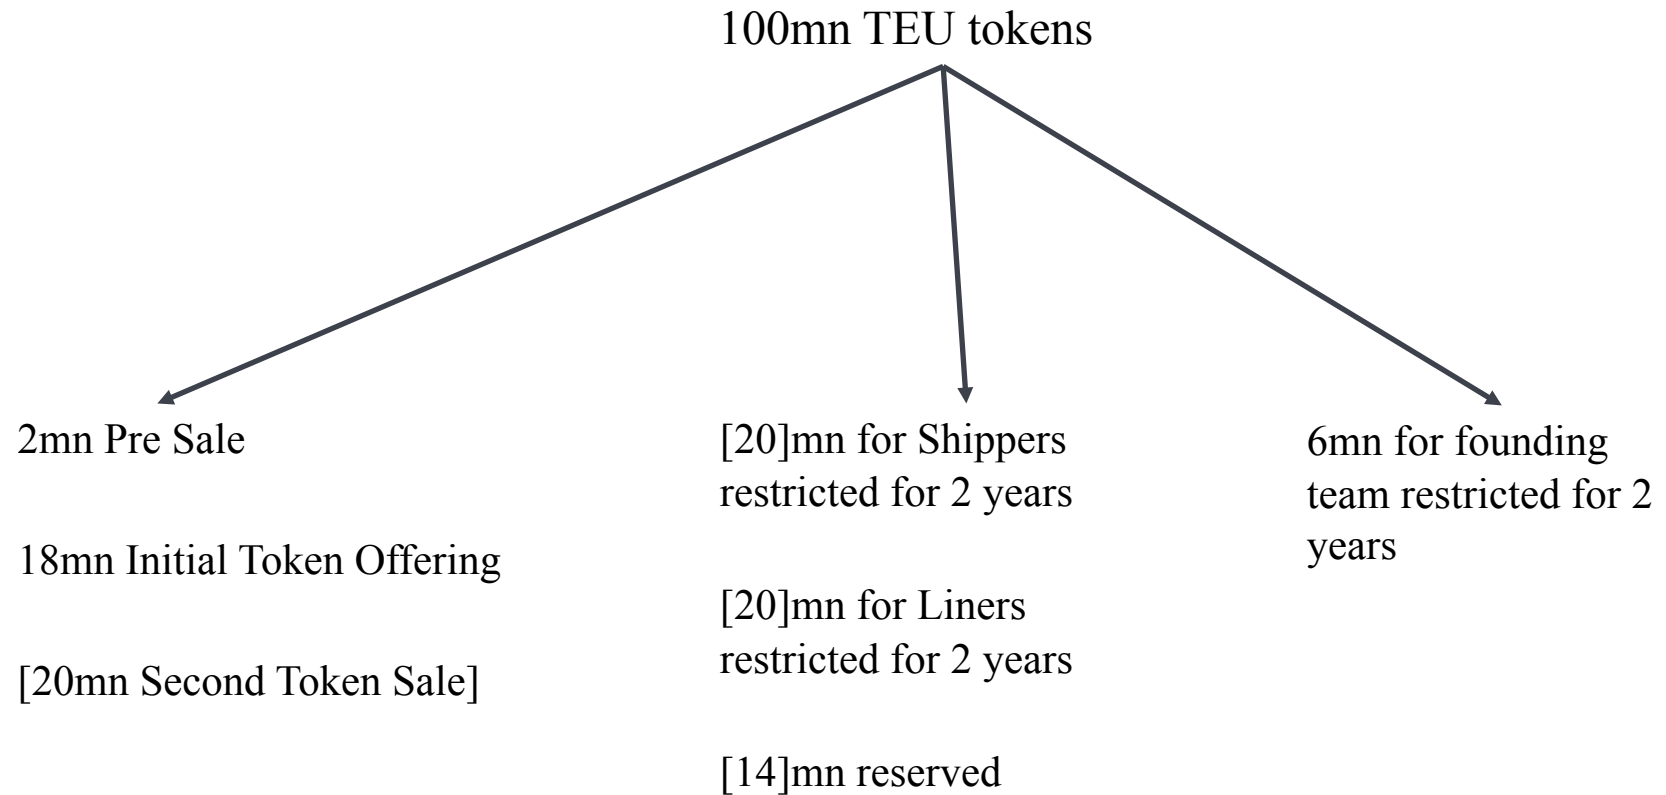 100mn TEU tokens
2mn Pre Sale
18mn Initial Token Offering
[20mn Second Token Sale]
[20]mn for Shippers
restricted for 2 years
[20]mn for Liners
restricted for 2 years
[14]mn reserved
6mn for founding
team restricted for 2
years